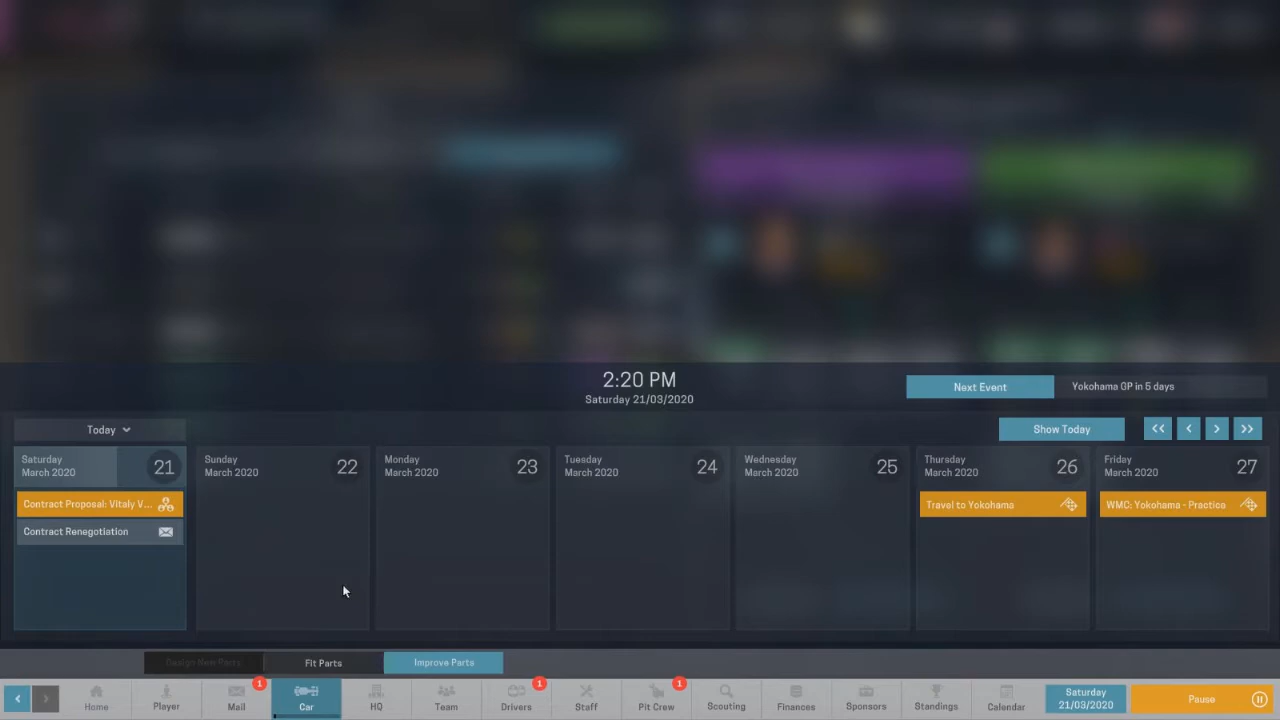 2:20 PM
Saturday 21/03/2020
Next Event
Yokohama GP in 5 days
Today
Show Today
Saturday
March 2020
21
Sunday
March 2020
22
Monday
March 2020
23
Tuesday
March 2020
24
Wednesday
March 2020
25
Thursday
March 2020
26
Friday
March 2020
27
Contract Proposal: Vitaly V...
Contract Renegotiation
Travel to Yokohama
WMC: Yokohama - Practice
Design New Parts
Fit Parts
Improve Parts
Home
Player
1
Mail
Car
HQ
Team
1
Drivers
Staff
1
Pit Crew
Scouting
Finances
Sponsors
Standings
Calendar
Saturday
21/03/2020
Pause